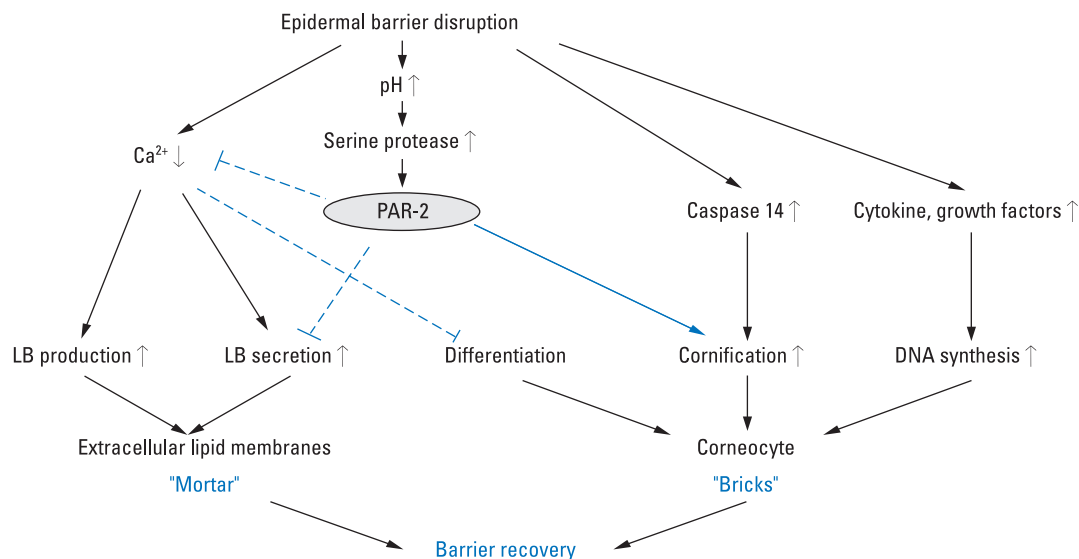 Epidermal barrier disruption
pH ↑
Serine protease ↑
Ca²⁺ ↓
PAR-2
Caspase 14 ↑
Cytokine, growth factors ↑
LB production ↑
LB secretion ↑
Differentiation
Cornification ↑
DNA synthesis ↑
Extracellular lipid membranes
Corneocyte
"Mortar"
"Bricks"
Barrier recovery